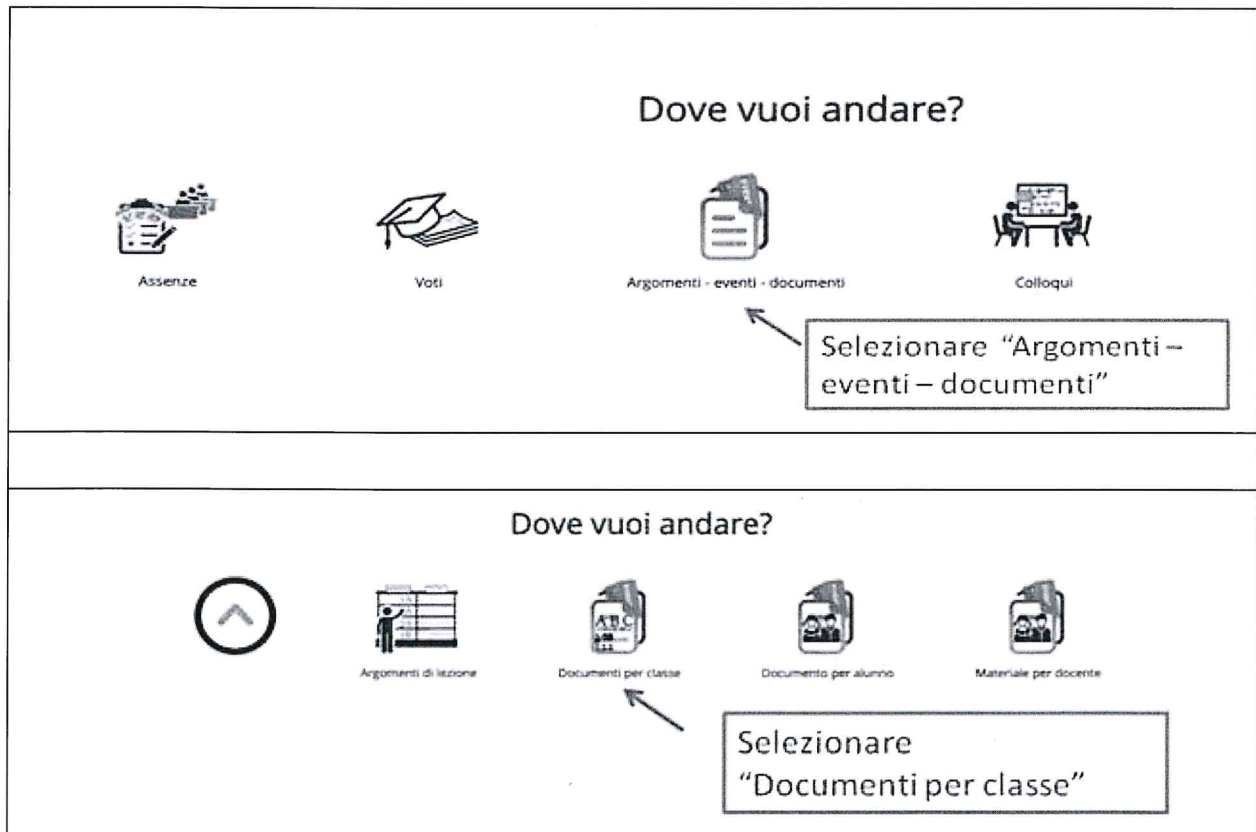 Dove vuoi andare?
Assenze
Voti
Argomenti - eventi - documenti
Colloqui
Selezionare "Argomenti –
eventi – documenti"
Dove vuoi andare?
Argomenti di lezione
Documenti per classe
Documento per alunno
Materiale per docente
Selezionare
"Documenti per classe"